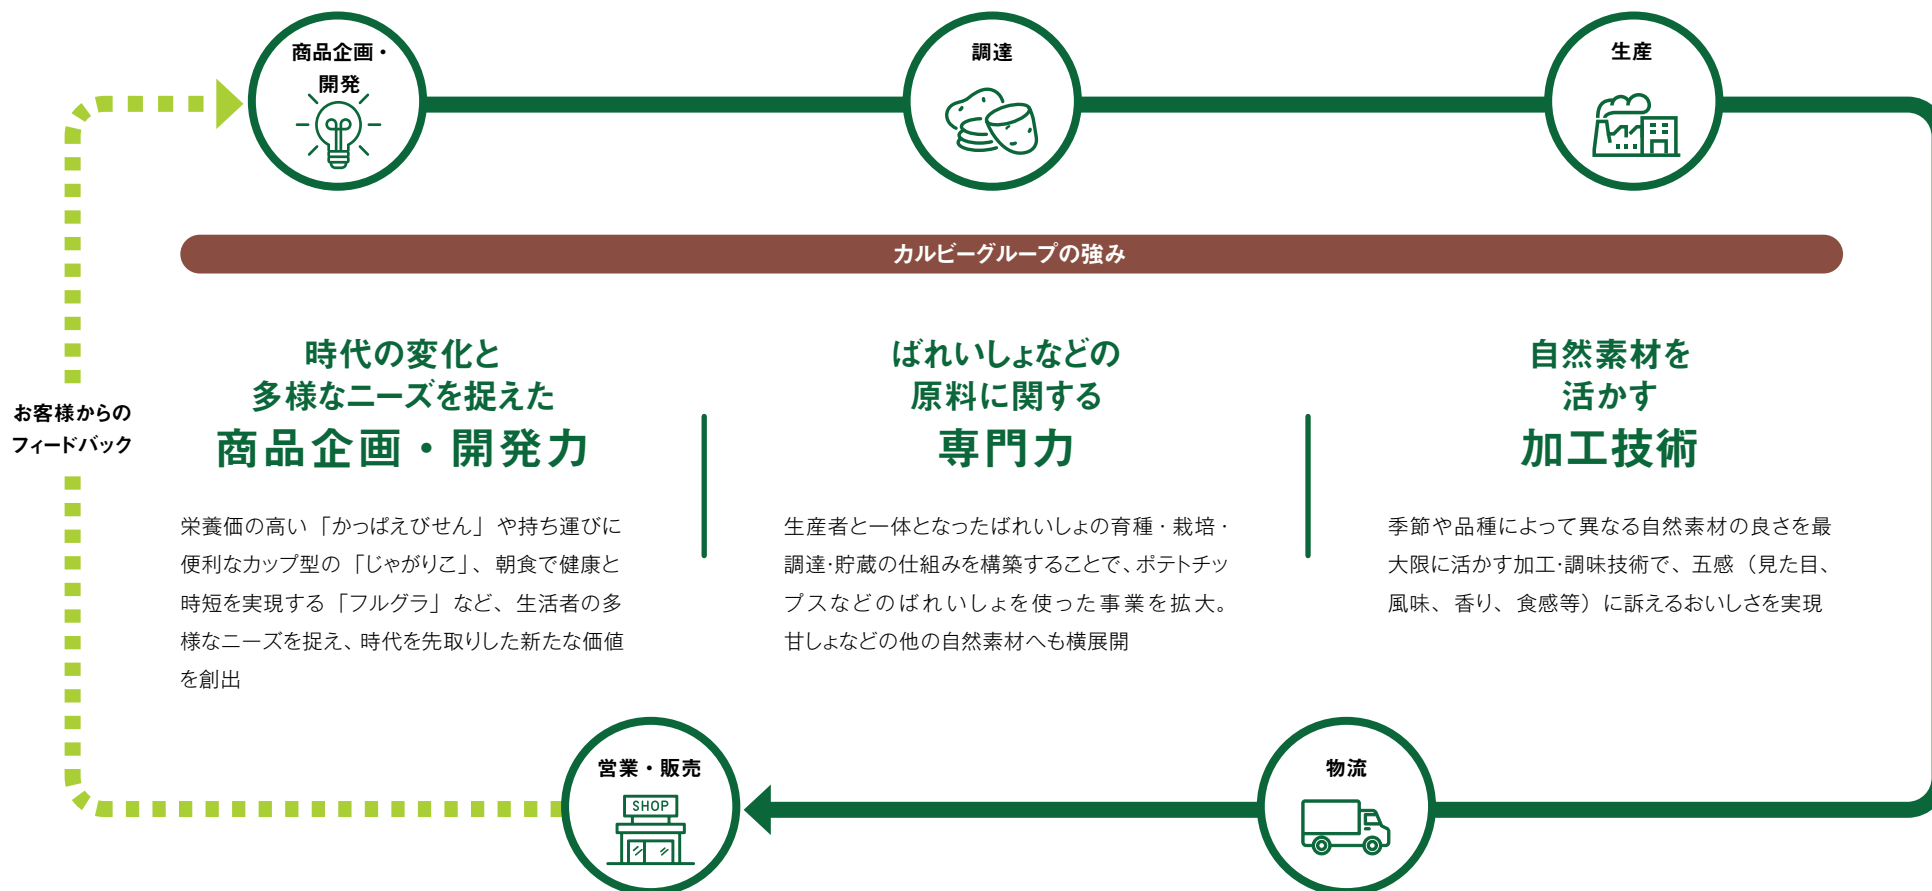 商品企画・
開発
調達
生産
カルビーグループの強み
時代の変化と
多様なニーズを捉えた
商品企画・開発力
栄養価の高い「かっぱえびせん」や持ち運びに
便利なカップ型の「じゃがりこ」、朝食で健康と
時短を実現する「フルグラ」など、生活者の多
様なニーズを捉え、時代を先取りした新たな価値
を創出
ばれいしょなどの
原料に関する
専門力
生産者と一体となったばれいしょの育種・栽培・
調達・貯蔵の仕組みを構築することで、ポテトチッ
プスなどのばれいしょを使った事業を拡大。
甘しょなどの他の自然素材へも横展開
自然素材を
活かす
加工技術
季節や品種によって異なる自然素材の良さを最
大限に活かす加工・調味技術で、五感（見た目、
風味、香り、食感等）に訴えるおいしさを実現
お客様からの
フィードバック
営業・販売
SHOP
物流